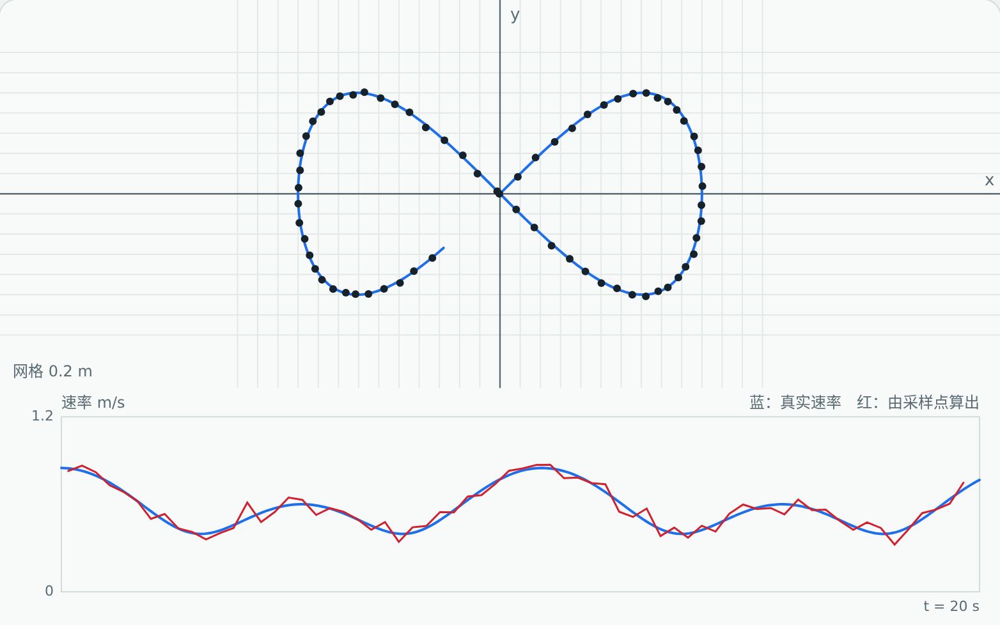 y
x
网格 0.2 m
速率 m/s
蓝：真实速率　红：由采样点算出
1.2
0
t = 20 s